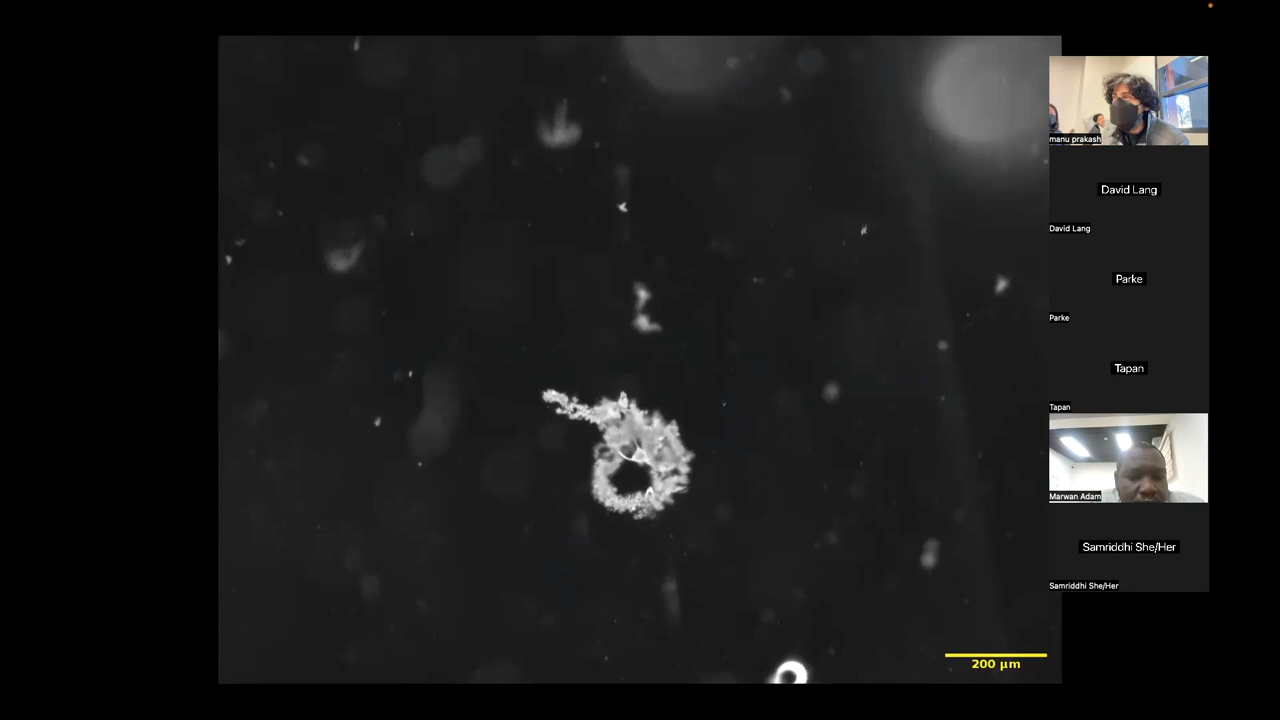 manu prakash
David Lang
David Lang
Parke
Parke
Tapan
Tapan
Marwan Adam
Samriddhi She/Her
Samriddhi She/Her
200 µm